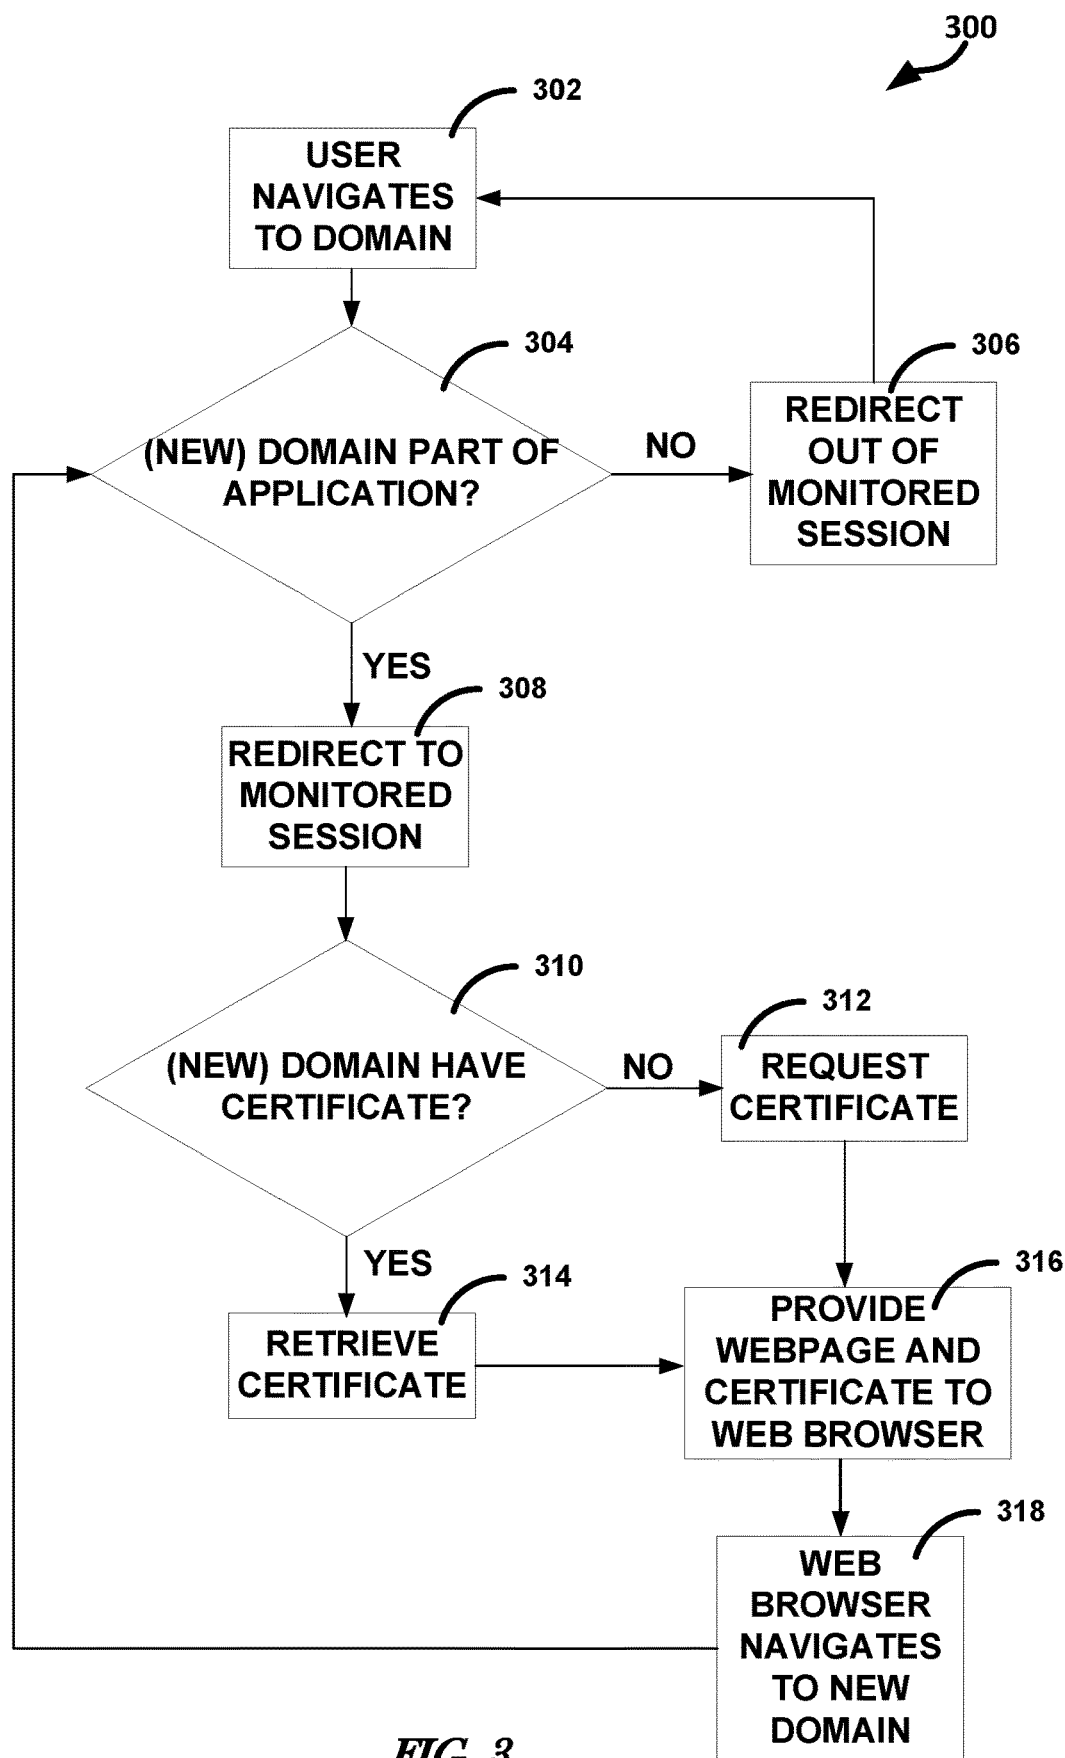 300
302
USER
NAVIGATES
TO DOMAIN
304
(NEW) DOMAIN PART OF
APPLICATION?
NO
306
REDIRECT
OUT OF
MONITORED
SESSION
YES
308
REDIRECT TO
MONITORED
SESSION
310
(NEW) DOMAIN HAVE
CERTIFICATE?
NO
312
REQUEST
CERTIFICATE
YES
314
RETRIEVE
CERTIFICATE
316
PROVIDE
WEBPAGE AND
CERTIFICATE TO
WEB BROWSER
318
WEB
BROWSER
NAVIGATES
TO NEW
DOMAIN
FIG. 3